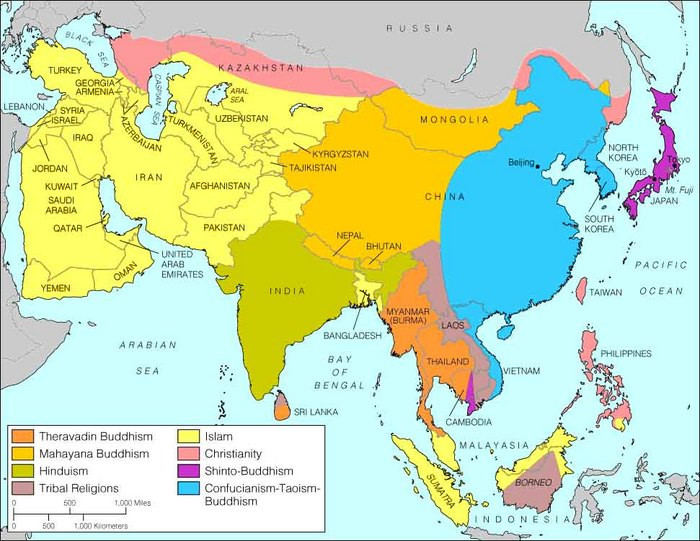 RUSSIA
BLACK SEA
TURKEY
GEORGIA
ARMENIA
CASPIAN SEA
KAZAKHSTAN
ARAL
SEA
LEBANON
SYRIA
ISRAEL
AZERBAIJAN
TURKMENISTAN
UZBEKISTAN
MONGOLIA
IRAQ
KYRGYZSTAN
TAJIKISTAN
Beijing
NORTH
KOREA
Tokyo
Kyōtō
Mt. Fuji
JAPAN
JORDAN
IRAN
KUWAIT
AFGHANISTAN
CHINA
SAUDI
ARABIA
SOUTH
KOREA
QATAR
PAKISTAN
NEPAL
BHUTAN
UNITED
ARAB
EMIRATES
OMAN
YEMEN
INDIA
PACIFIC
OCEAN
TAIWAN
BANGLADESH
MYANMAR
(BURMA)
LAOS
ARABIAN
SEA
BAY
OF
BENGAL
THAILAND
VIETNAM
PHILIPPINES
SRI LANKA
CAMBODIA
MALAYASIA
BORNEO
SUMATRA
INDONESIA
Theravadin Buddhism
Mahayana Buddhism
Hinduism
Tribal Religions
Islam
Christianity
Shinto-Buddhism
Confucianism-Taoism-
Buddhism
0 500 1,000 Miles
0 500 1,000 Kilometers